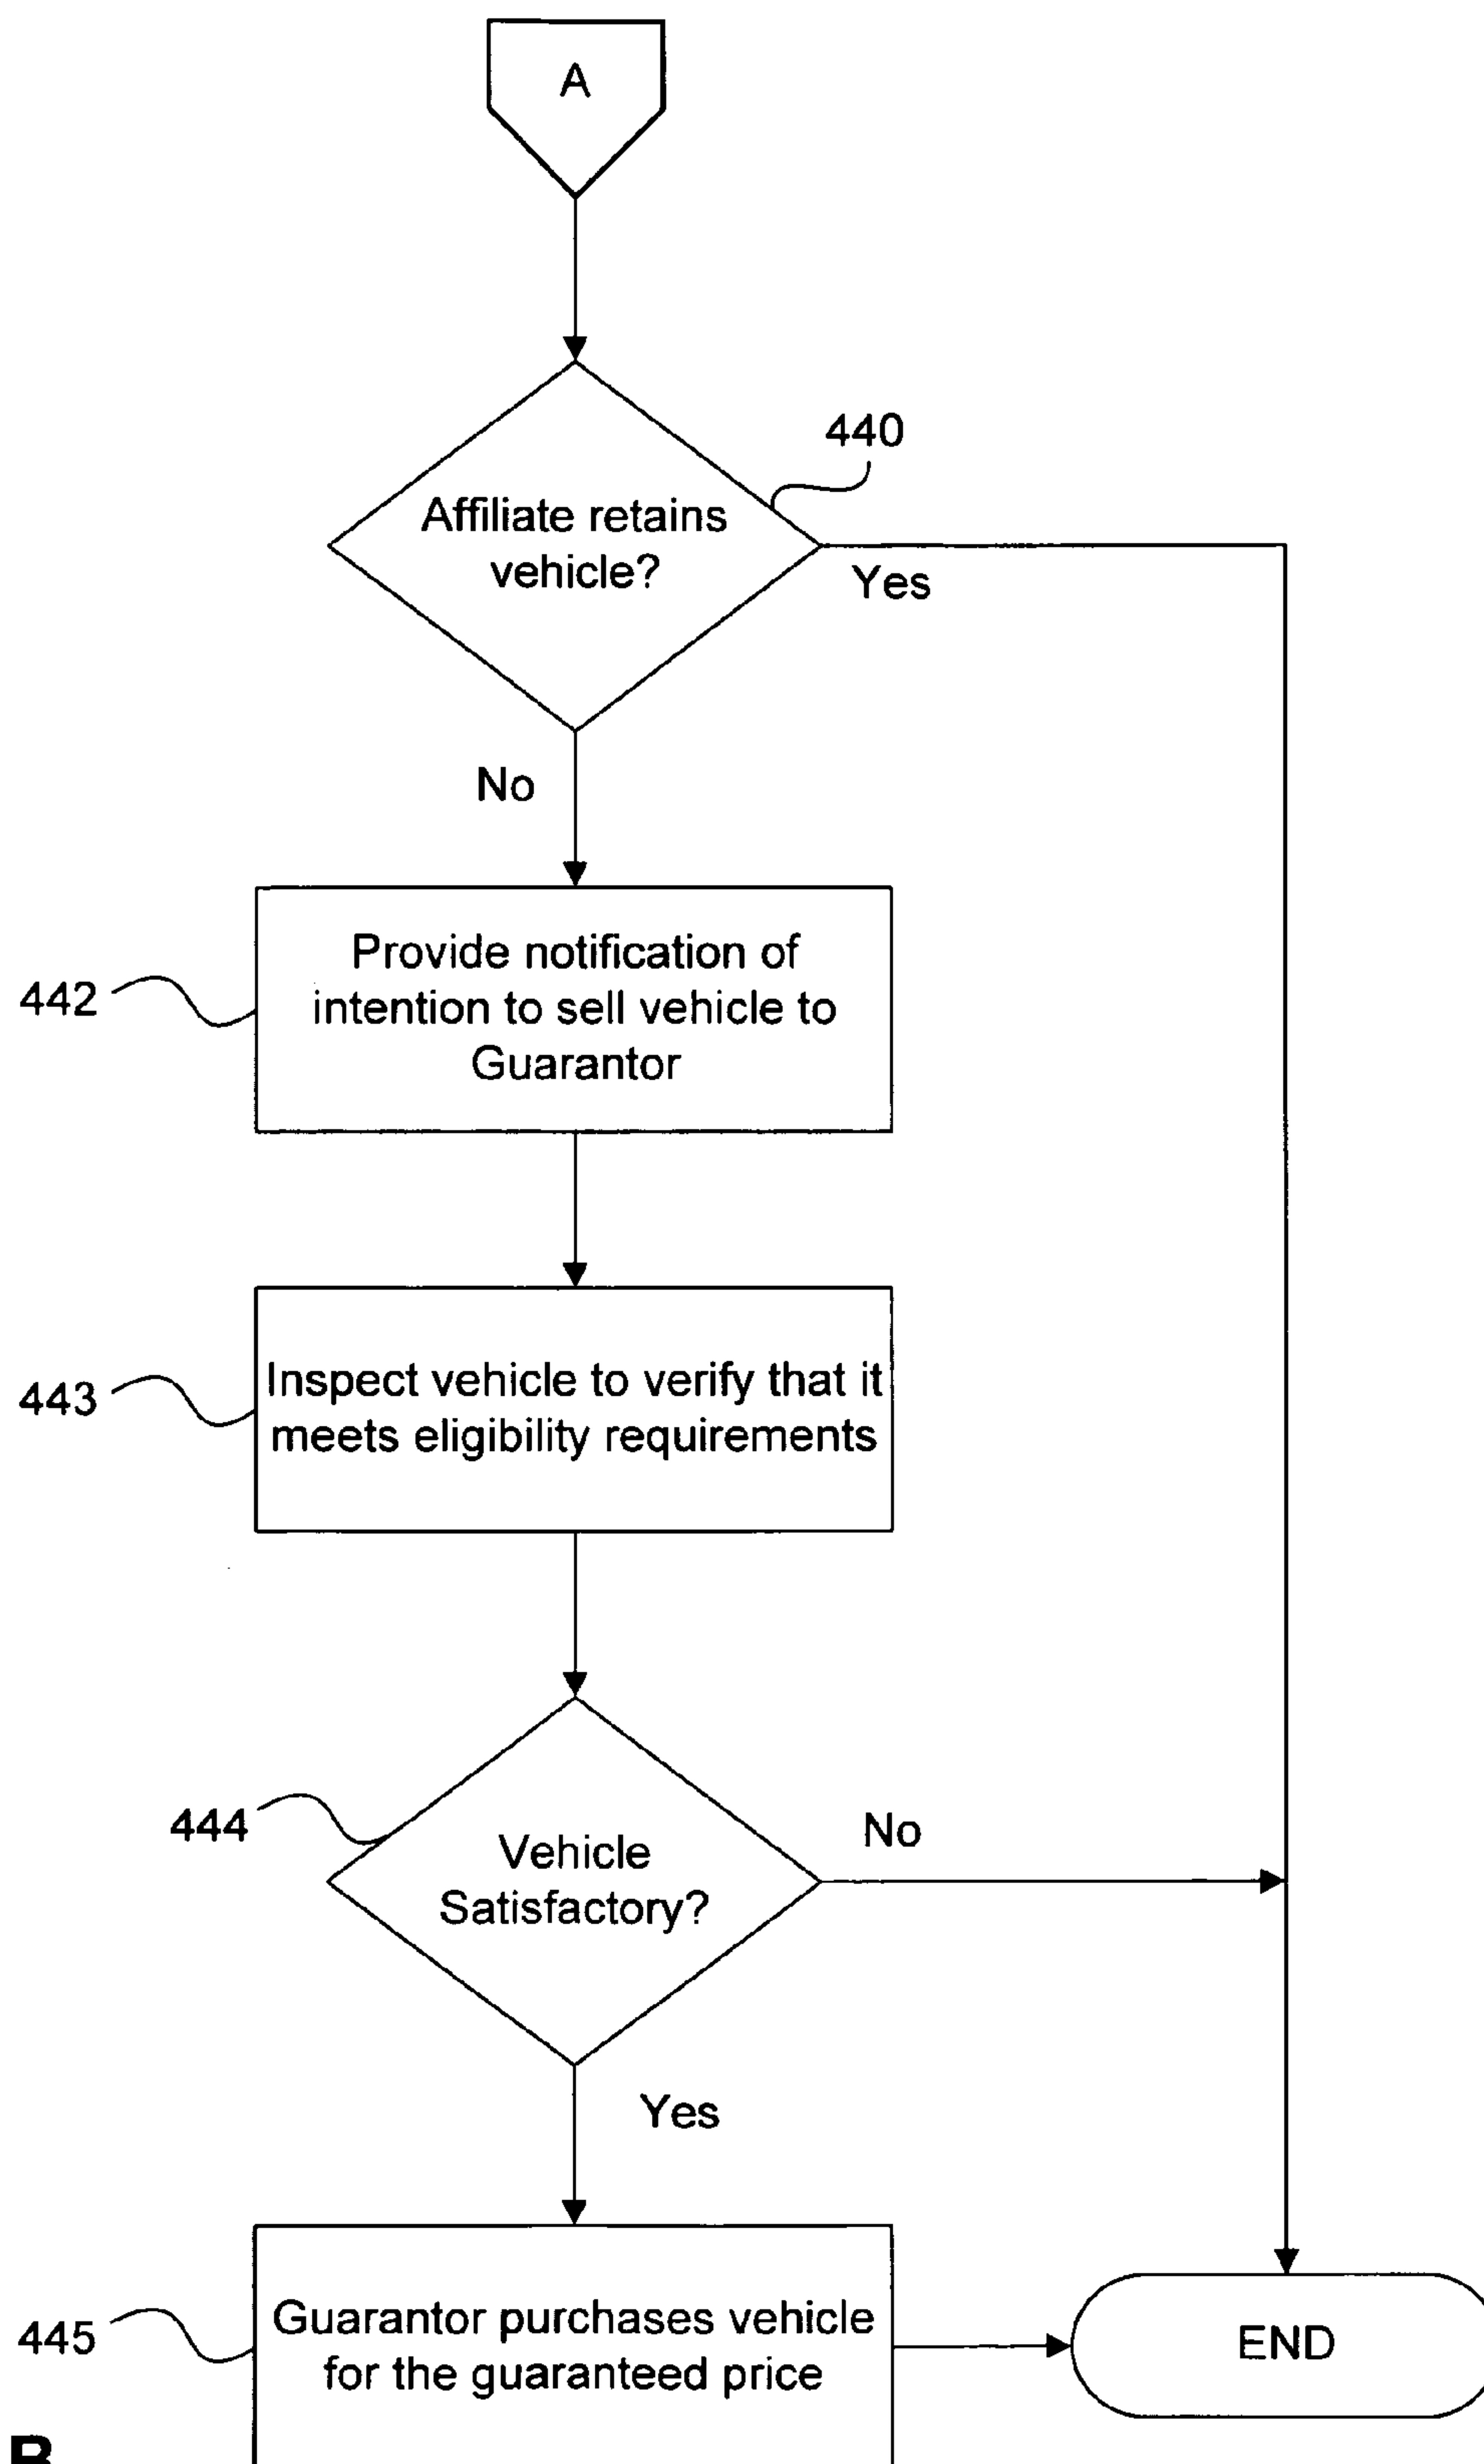 A
440
Affiliate retains
vehicle?
Yes
No
442
Provide notification of
intention to sell vehicle to
Guarantor
443
Inspect vehicle to verify that it
meets eligibility requirements
444
Vehicle
Satisfactory?
No
Yes
445
Guarantor purchases vehicle
for the guaranteed price
END
B